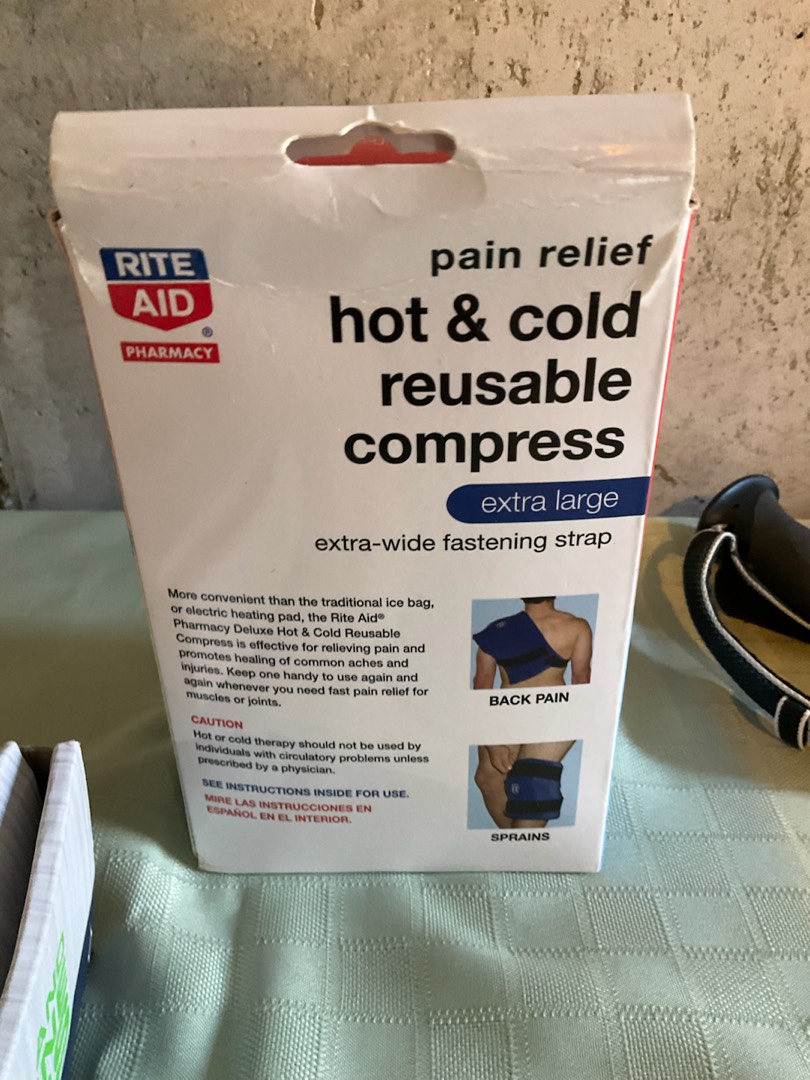 RITE
AID
®
PHARMACY
pain relief
hot & cold
reusable
compress
extra large
extra-wide fastening strap
More convenient than the traditional ice bag,
or electric heating pad, the Rite Aid®
Pharmacy Deluxe Hot & Cold Reusable
Compress is effective for relieving pain and
promotes healing of common aches and
injuries. Keep one handy to use again and
again whenever you need fast pain relief for
muscles or joints.
CAUTION
Hot or cold therapy should not be used by
individuals with circulatory problems unless
prescribed by a physician.
SEE INSTRUCTIONS INSIDE FOR USE.
MIRE LAS INSTRUCCIONES EN
ESPAÑOL EN EL INTERIOR.
BACK PAIN
SPRAINS